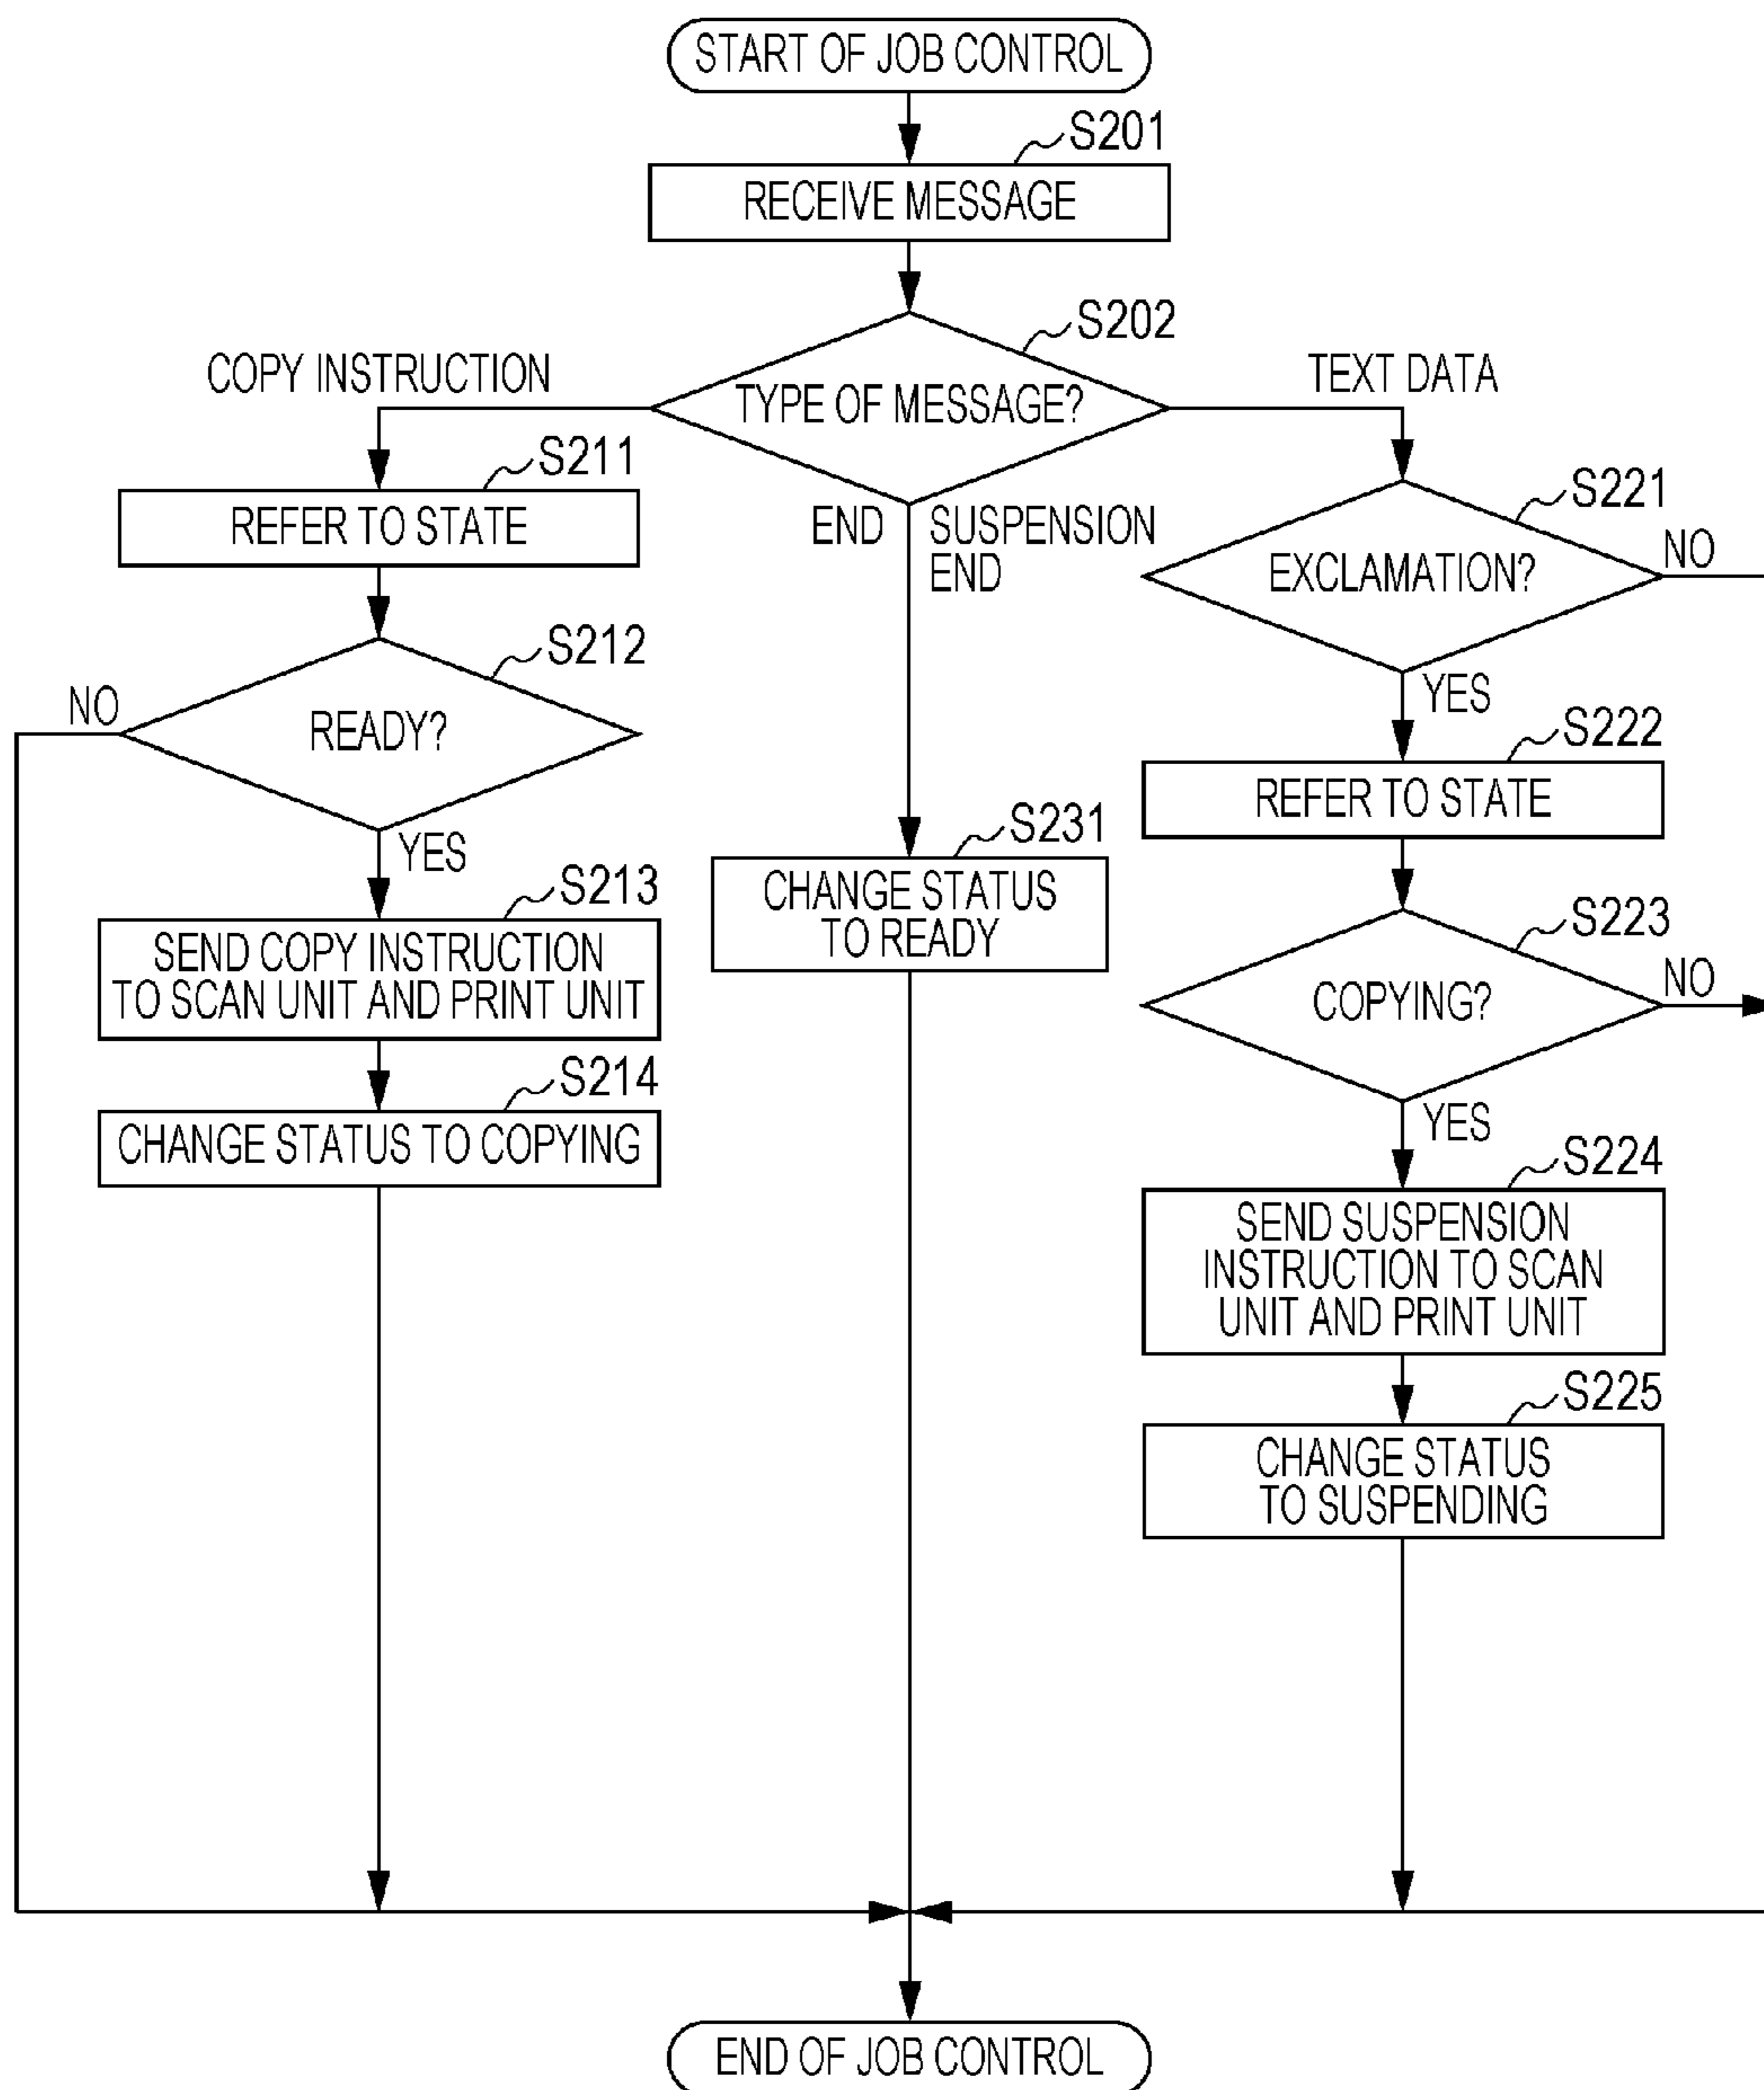 START OF JOB CONTROL
S201
RECEIVE MESSAGE
S202
COPY INSTRUCTION
TYPE OF MESSAGE?
TEXT DATA
S211
REFER TO STATE
END
SUSPENSION
END
S221
EXCLAMATION?
NO
YES
S212
READY?
NO
YES
S222
REFER TO STATE
S213
SEND COPY INSTRUCTION
TO SCAN UNIT AND PRINT UNIT
S231
CHANGE STATUS
TO READY
S223
COPYING?
NO
YES
S214
CHANGE STATUS TO COPYING
S224
SEND SUSPENSION
INSTRUCTION TO SCAN
UNIT AND PRINT UNIT
S225
CHANGE STATUS
TO SUSPENDING
END OF JOB CONTROL